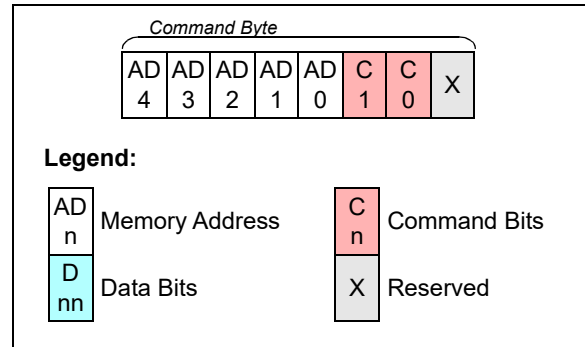 Command Byte
AD AD AD AD AD C C X
4 3 2 1 0 1 0
Legend:
AD n Memory Address
C n Command Bits
D nn Data Bits
X Reserved